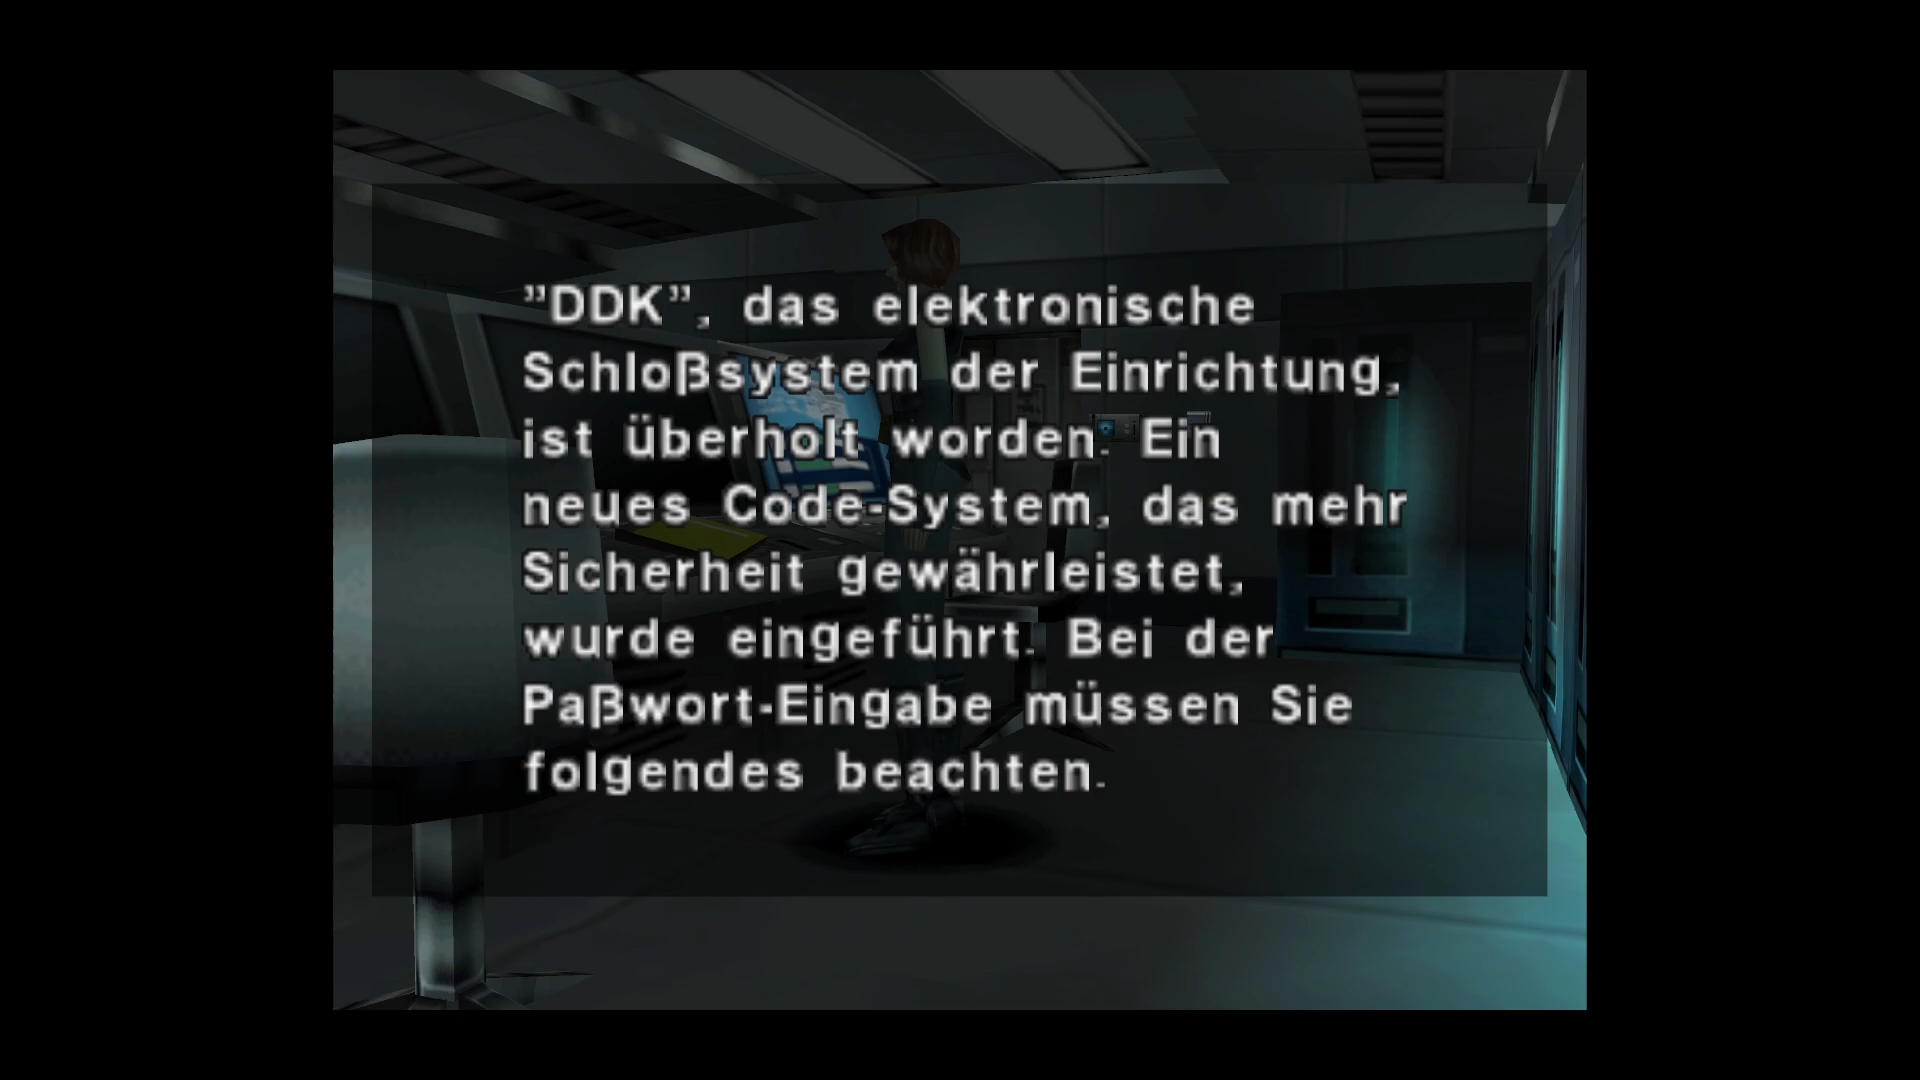 ”DDK”, das elektronische
Schloßsystem der Einrichtung,
ist überholt worden. Ein
neues Code-System, das mehr
Sicherheit gewährleistet,
wurde eingeführt. Bei der
Paßwort-Eingabe müssen Sie
folgendes beachten.